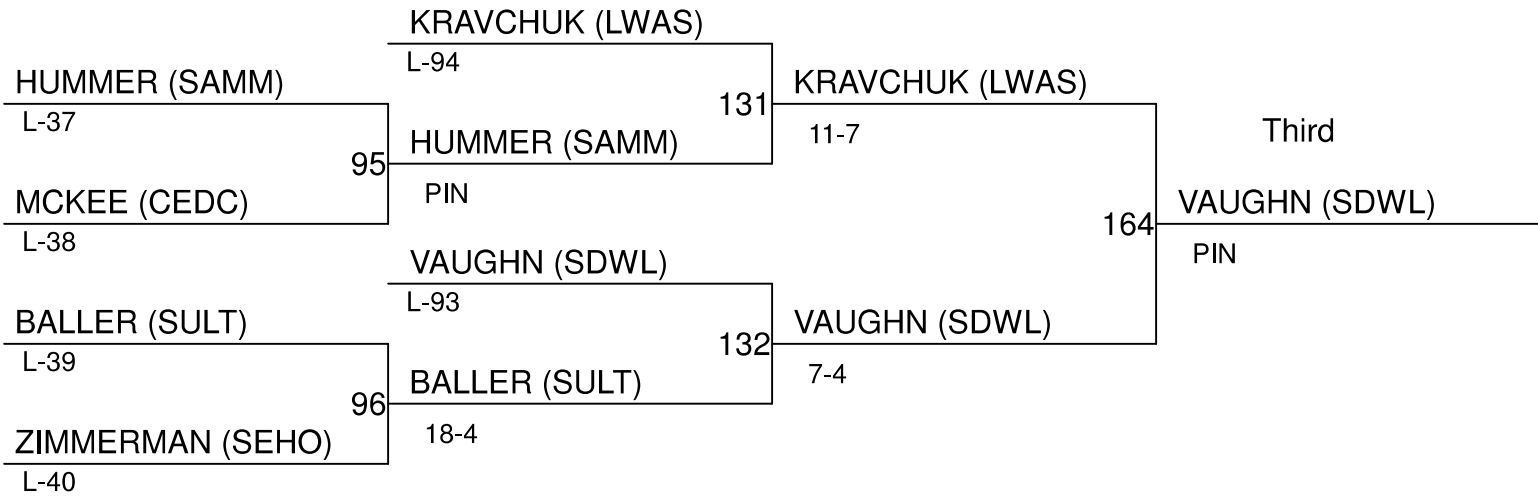 KRAVCHUK (LWAS)
L-94
HUMMER (SAMM)
L-37
131
KRAVCHUK (LWAS)
11-7
Third
95
HUMMER (SAMM)
PIN
MCKEE (CEDC)
L-38
164
VAUGHN (SDWL)
PIN
VAUGHN (SDWL)
L-93
BALLER (SULT)
L-39
132
VAUGHN (SDWL)
7-4
96
BALLER (SULT)
18-4
ZIMMERMAN (SEHO)
L-40